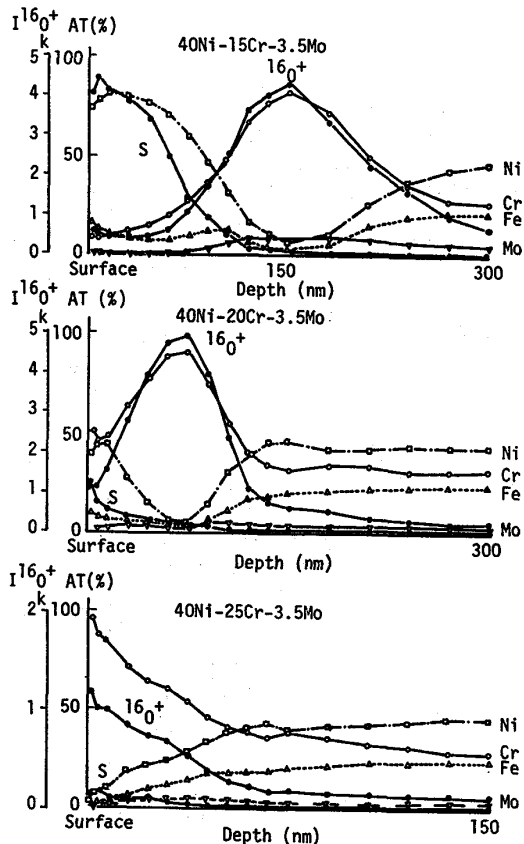 I16O+ AT(%)
k
40Ni-15Cr-3.5Mo
16O+
5
100
4
3
50
S
2
1
0
0
Ni
Cr
Fe
Mo
Surface
150
300
Depth (nm)
I16O+ AT (%)
k
40Ni-20Cr-3.5Mo
16O+
5
100
4
3
50
2
1
S
0
0
Ni
Cr
Fe
Mo
Surface
300
Depth (nm)
I16O+ AT(%)
k
40Ni-25Cr-3.5Mo
2
100
16O+
1
50
S
0
0
Ni
Cr
Fe
Mo
Surface
150
Depth (nm)